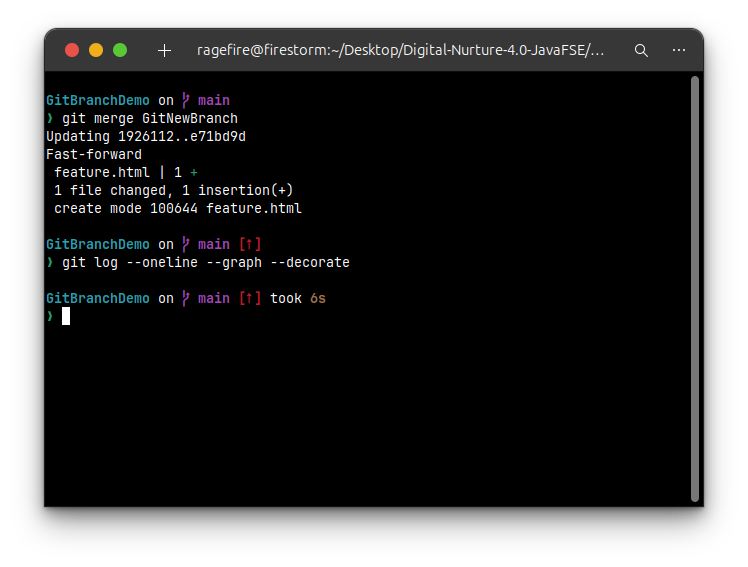 ragefire@firestorm:~/Desktop/Digital-Nurture-4.0-JavaFSE/...
GitBranchDemo on main
❯ git merge GitNewBranch
Updating 1926112..e71bd9d
Fast-forward
feature.html | 1 +
1 file changed, 1 insertion(+)
create mode 100644 feature.html
GitBranchDemo on main [↑]
❯ git log --oneline --graph --decorate
GitBranchDemo on main [↑] took 6s
❯